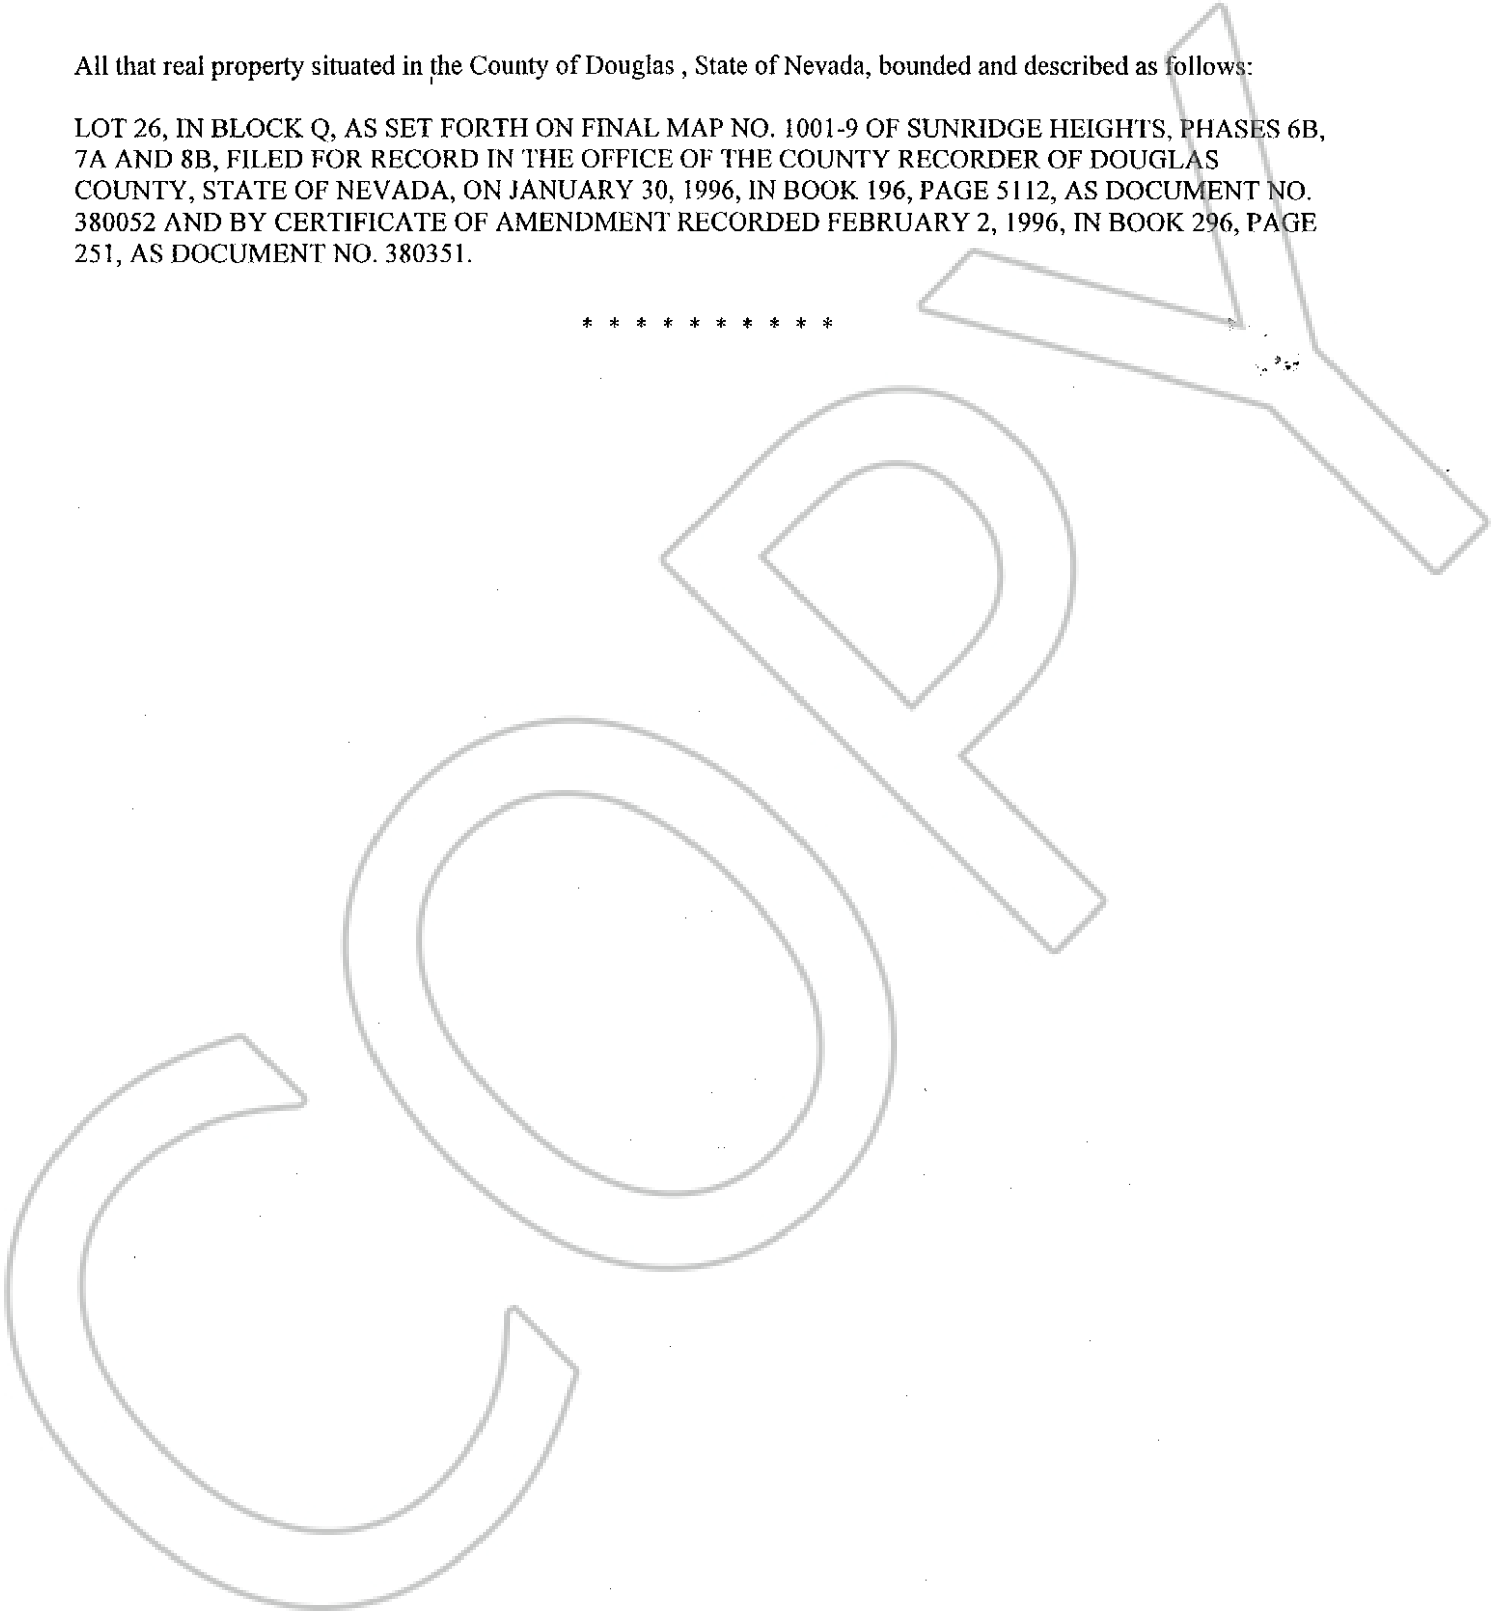 All that real property situated in the County of Douglas , State of Nevada, bounded and described as follows:
LOT 26, IN BLOCK Q, AS SET FORTH ON FINAL MAP NO. 1001-9 OF SUNRIDGE HEIGHTS, PHASES 6B,
7A AND 8B, FILED FOR RECORD IN THE OFFICE OF THE COUNTY RECORDER OF DOUGLAS
COUNTY, STATE OF NEVADA, ON JANUARY 30, 1996, IN BOOK 196, PAGE 5112, AS DOCUMENT NO.
380052 AND BY CERTIFICATE OF AMENDMENT RECORDED FEBRUARY 2, 1996, IN BOOK 296, PAGE
251, AS DOCUMENT NO. 380351.
* * * * * * * * * *
COPY